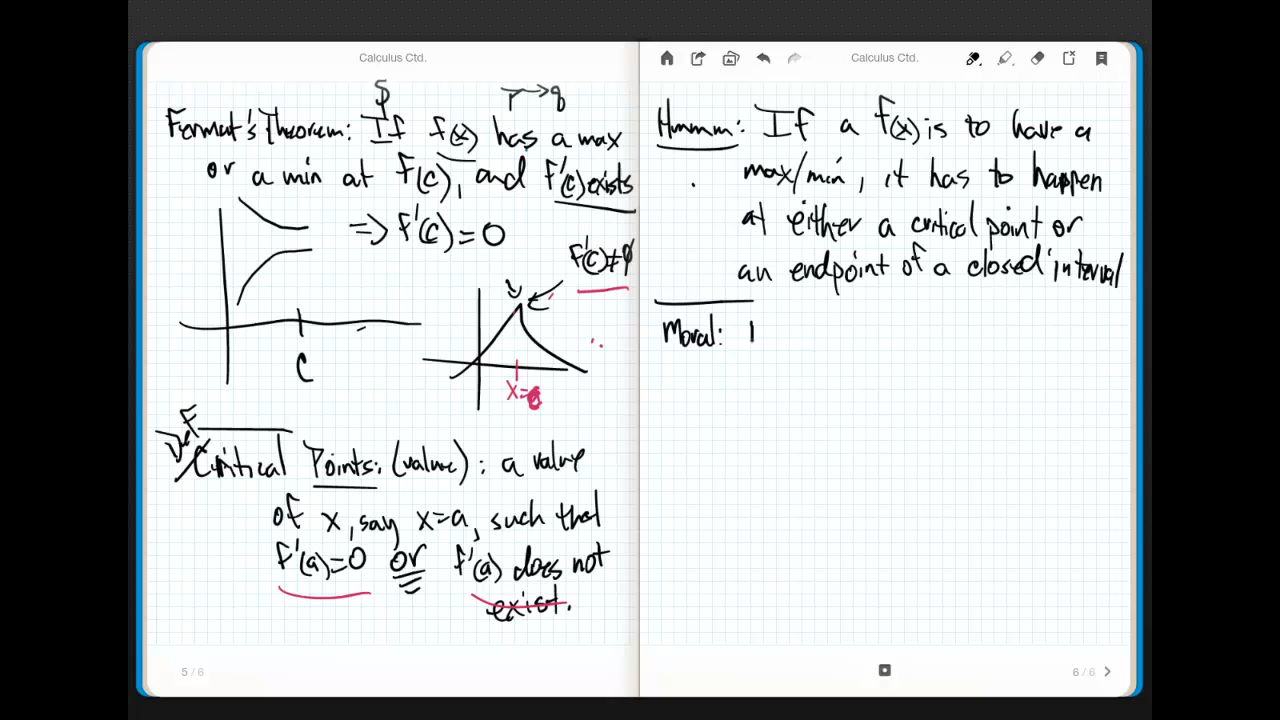 Calculus Ctd.
Fermat's Theorem: If f(x) has a max
r→q
or a min at f(c), and f'(c) exists
⇒ f'(c)=0
f'(c)≠0
C
x=
Def
Critical Points: (value): a value
of x, say x=a, such that
f'(a)=0 or f'(a) does not
exist.
5 / 6
Calculus Ctd.
Hmmm: If a f(x) is to have a
max/min, it has to happen
at either a critical point or
an endpoint of a closed interval
Moral: I
6 / 6